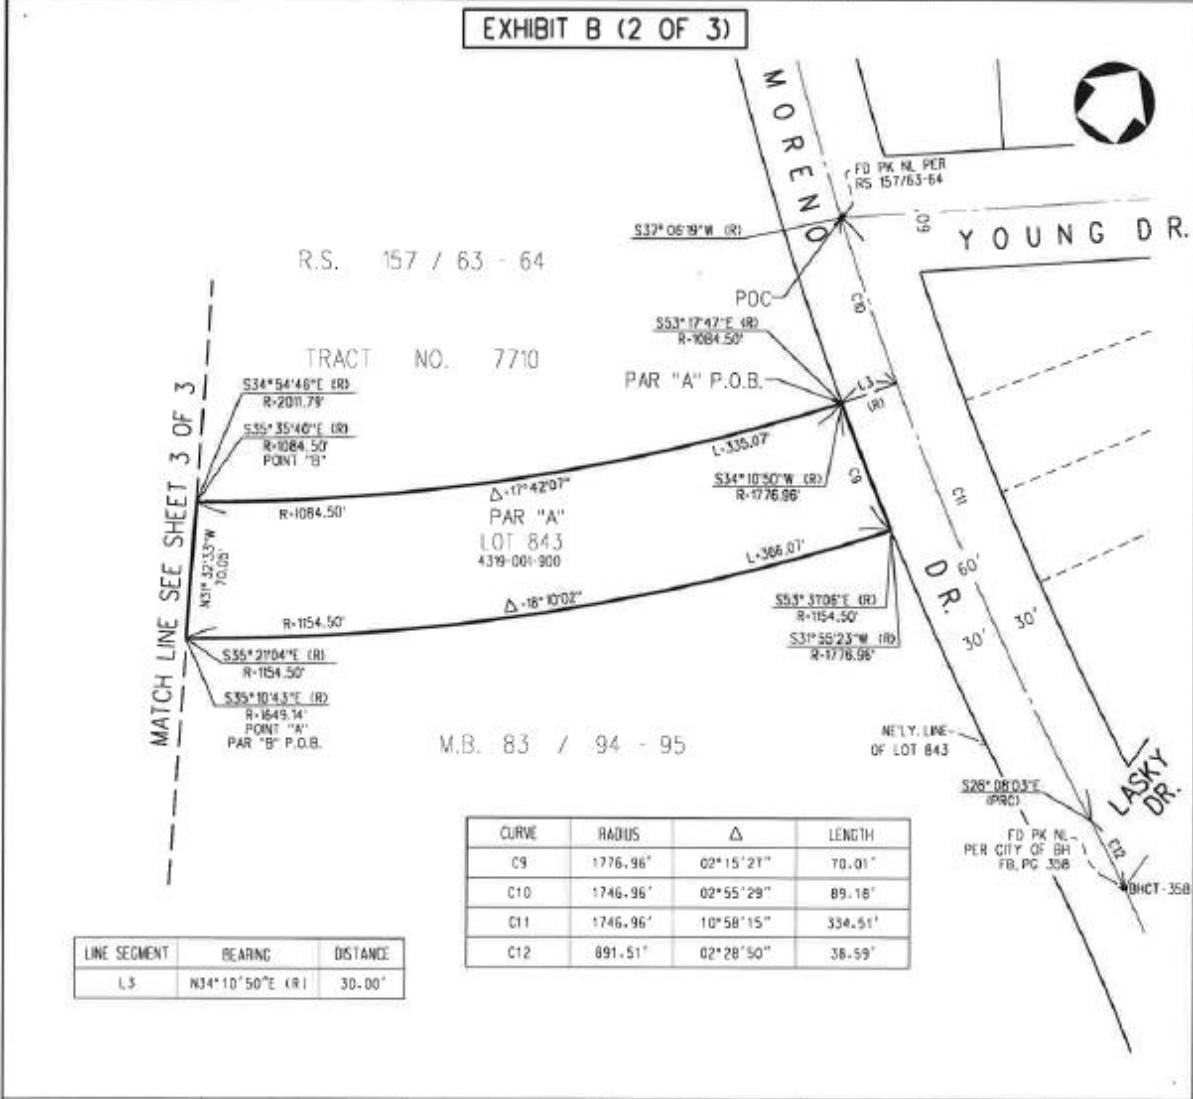 EXHIBIT B (2 OF 3)
MORENO
FD PK NL PER
RS 157/63-64
S37°06'19"W (R)
60'
YOUNG DR.
R.S. 157 / 63 - 64
POC
C10
S53°17'47"E (R)
R=1084.50'
TRACT NO. 7710
PAR "A" P.O.B.
L3
(R)
S34°54'46"E (R)
R=2011.79'
S35°35'40"E (R)
R=1084.50'
POINT "B"
MATCH LINE SEE SHEET 3 OF 3
L=335.07'
S34°10'50"W (R)
R=1776.96'
C9
C11
Δ=17°42'07"
R=1084.50'
PAR "A"
LOT 843
4319-001-900
N31°32'33"W
70.05'
L=366.07'
DR.
60'
30'
30'
Δ=18°10'02"
R=1154.50'
S53°31'06"E (R)
R=1154.50'
S31°55'23"W (R)
R=1776.96'
S35°21'04"E (R)
R=1154.50'
S35°10'43"E (R)
R=1649.14'
POINT "A"
PAR "B" P.O.B.
M.B. 83 / 94 - 95
NE'LY. LINE
OF LOT 843
S26°08'03"E
(PRC)
LASKY
DR.
FD PK NL
PER CITY OF BH
FB, PG 358
C12
BHCT-358
CURVE RADIUS Δ LENGTH
C9 1776.96' 02°15'27" 70.01'
C10 1746.96' 02°55'29" 89.18'
C11 1746.96' 10°58'15" 334.51'
C12 891.51' 02°28'50" 38.59'
LINE SEGMENT BEARING DISTANCE
L3 N34°10'50"E (R) 30.00'